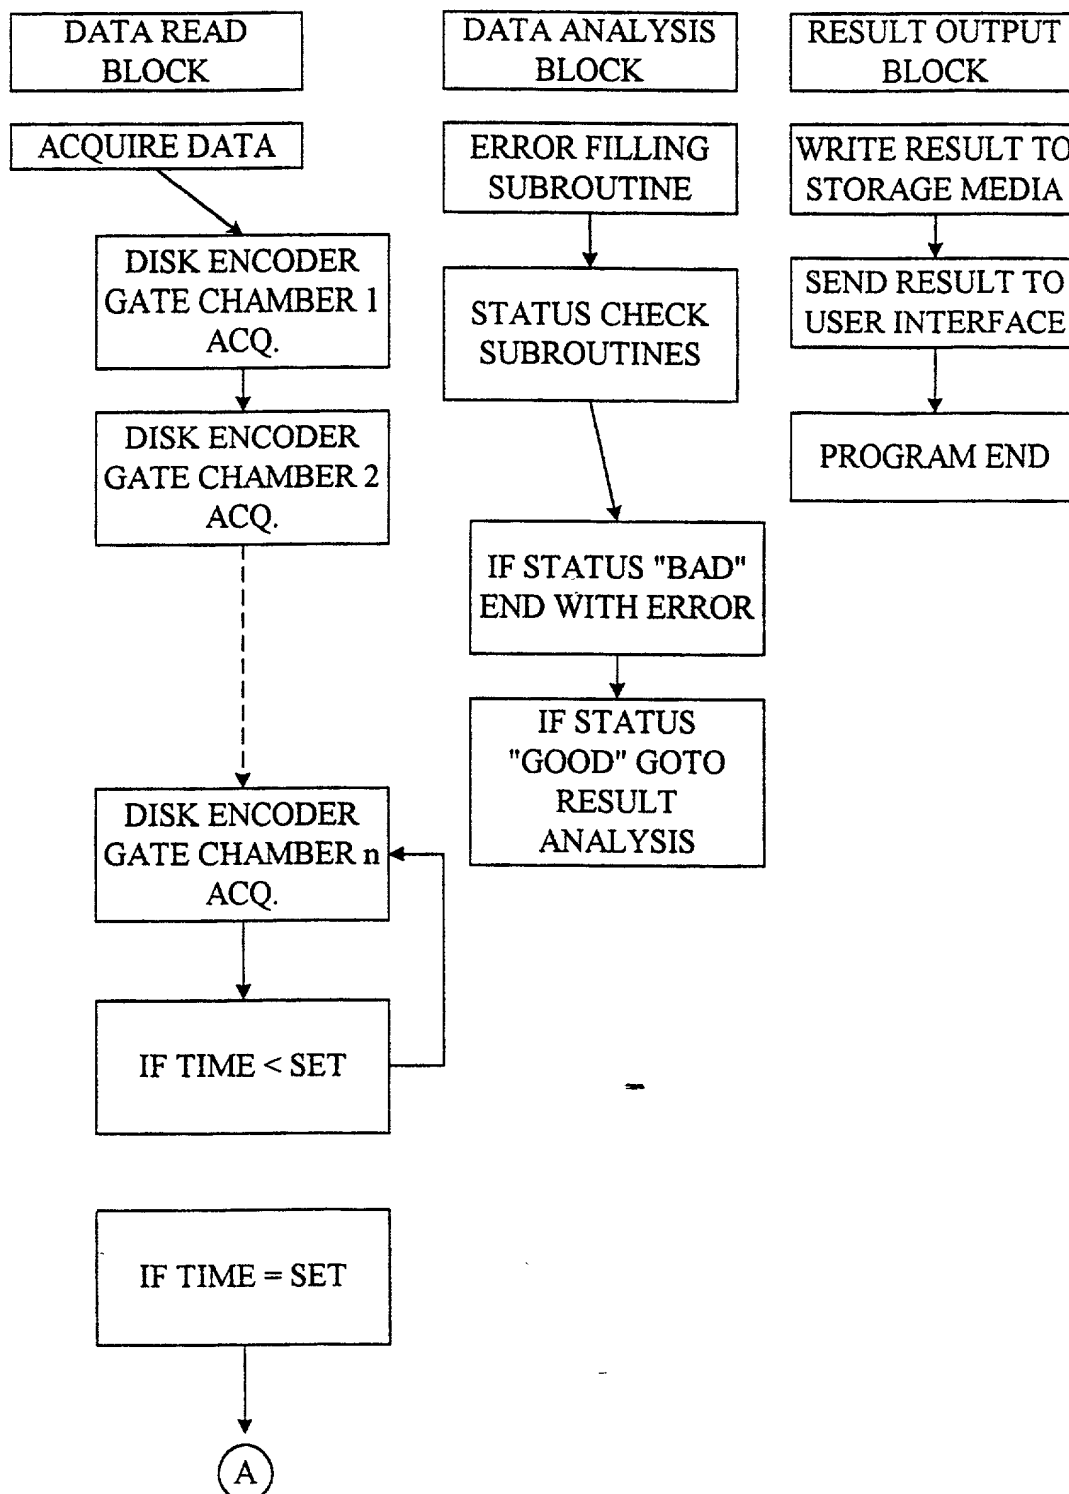 DATA READ
BLOCK
ACQUIRE DATA
DISK ENCODER
GATE CHAMBER 1
ACQ.
DISK ENCODER
GATE CHAMBER 2
ACQ.
DISK ENCODER
GATE CHAMBER n
ACQ.
IF TIME < SET
IF TIME = SET
A
DATA ANALYSIS
BLOCK
ERROR FILLING
SUBROUTINE
STATUS CHECK
SUBROUTINES
IF STATUS "BAD"
END WITH ERROR
IF STATUS
"GOOD" GOTO
RESULT
ANALYSIS
RESULT OUTPUT
BLOCK
WRITE RESULT TO
STORAGE MEDIA
SEND RESULT TO
USER INTERFACE
PROGRAM END